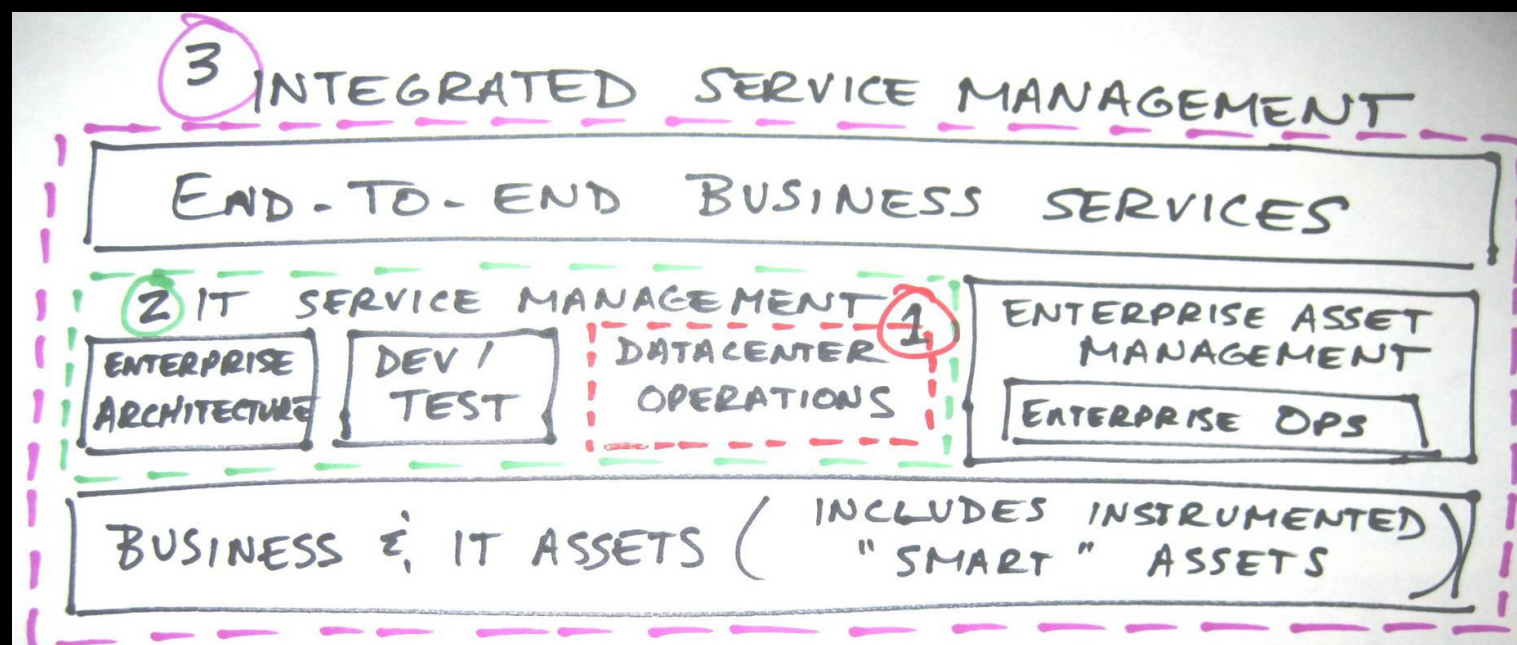 3 INTEGRATED SERVICE MANAGEMENT
END-TO-END BUSINESS SERVICES
2 IT SERVICE MANAGEMENT 1
ENTERPRISE
ARCHITECTURE
DEV /
TEST
DATACENTER
OPERATIONS
ENTERPRISE ASSET
MANAGEMENT
ENTERPRISE OPS
BUSINESS & IT ASSETS (INCLUDES INSTRUMENTED
"SMART" ASSETS)